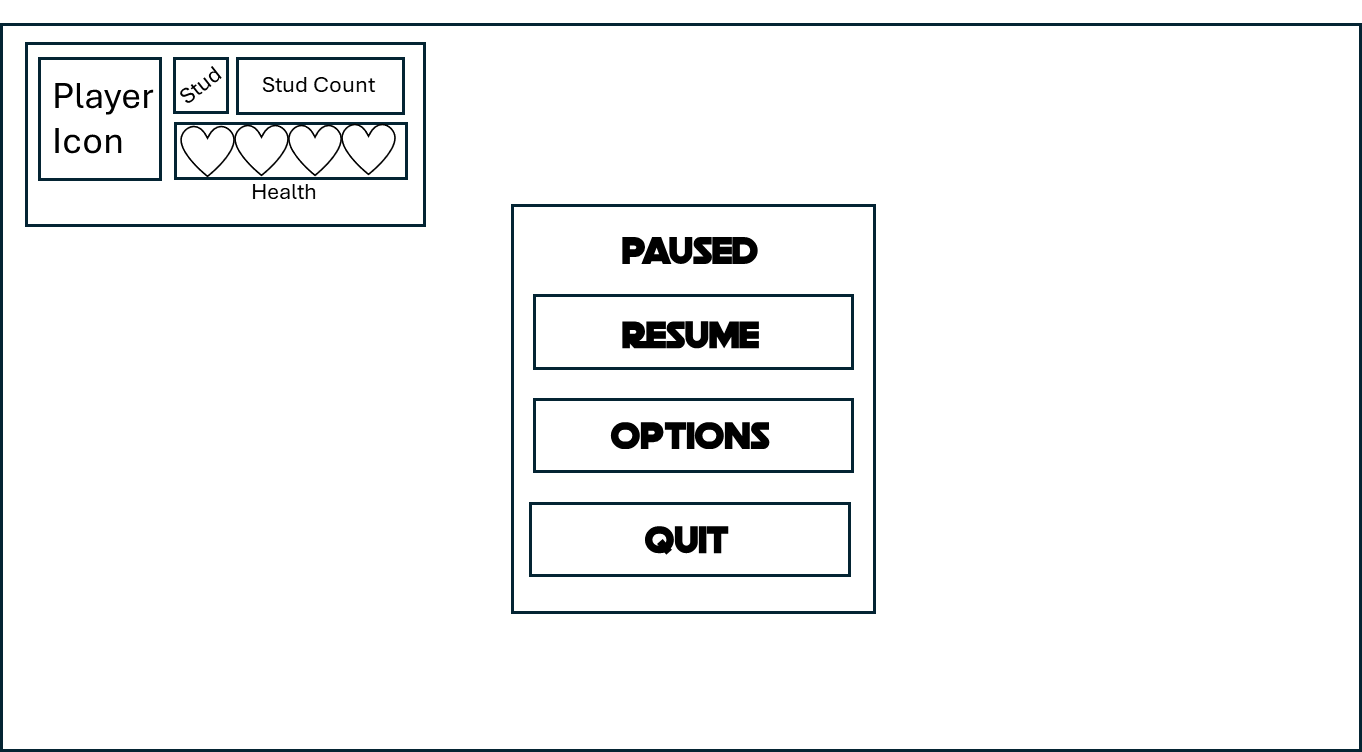 Player
Icon
Stud
Stud Count
Health
PAUSED
RESUME
OPTIONS
QUIT